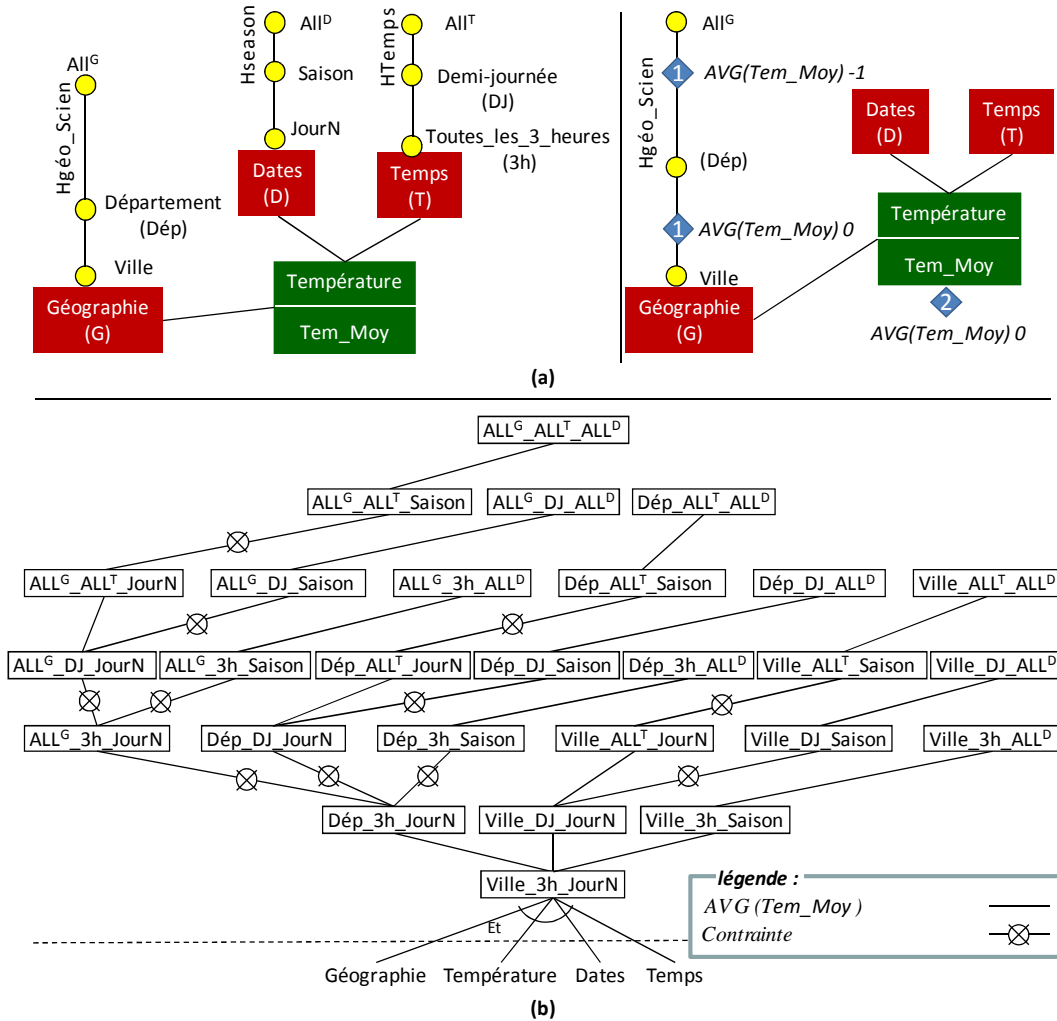 All^G
Hgéo_Scien
Département
(Dép)
Ville
Géographie
(G)
Hseason
All^D
Saison
JourN
Dates
(D)
HTemps
All^T
Demi-journée
(DJ)
Toutes_les_3_heures
(3h)
Temps
(T)
Température
Tem_Moy
Hgéo_Scien
All^G
1 AVG(Tem_Moy) -1
(Dép)
1 AVG(Tem_Moy) 0
Ville
Géographie
(G)
Dates
(D)
Temps
(T)
Température
Tem_Moy
2
AVG(Tem_Moy) 0
(a)
ALL^G_ALL^T_ALL^D
ALL^G_ALL^T_Saison ALL^G_DJ_ALL^D Dép_ALL^T_ALL^D
ALL^G_ALL^T_JourN ALL^G_DJ_Saison ALL^G_3h_ALL^D Dép_ALL^T_Saison Dép_DJ_ALL^D Ville_ALL^T_ALL^D
ALL^G_DJ_JourN ALL^G_3h_Saison Dép_ALL^T_JourN Dép_DJ_Saison Dép_3h_ALL^D Ville_ALL^T_Saison Ville_DJ_ALL^D
ALL^G_3h_JourN Dép_DJ_JourN Dép_3h_Saison Ville_ALL^T_JourN Ville_DJ_Saison Ville_3h_ALL^D
Dép_3h_JourN Ville_DJ_JourN Ville_3h_Saison
Ville_3h_JourN
Et
Géographie Température Dates Temps
légende :
AVG (Tem_Moy )
Contrainte
(b)